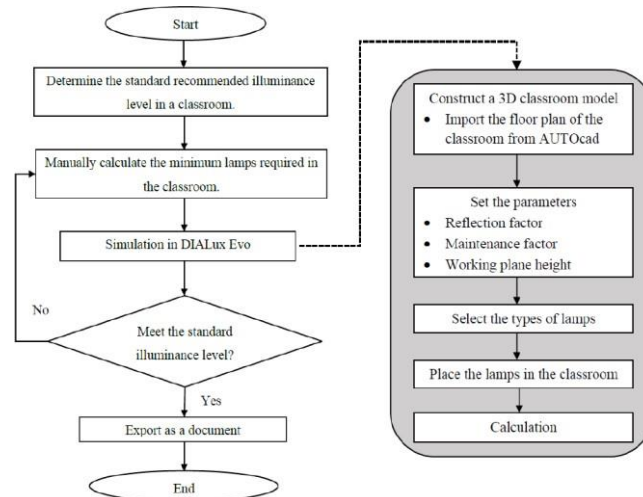 Start
Determine the standard recommended illuminance
level in a classroom.
Manually calculate the minimum lamps required in
the classroom.
Simulation in DIALux Evo
No
Meet the standard
illuminance level?
Yes
Export as a document
End
Construct a 3D classroom model
• Import the floor plan of the
classroom from AUTOcad
Set the parameters
• Reflection factor
• Maintenance factor
• Working plane height
Select the types of lamps
Place the lamps in the classroom
Calculation